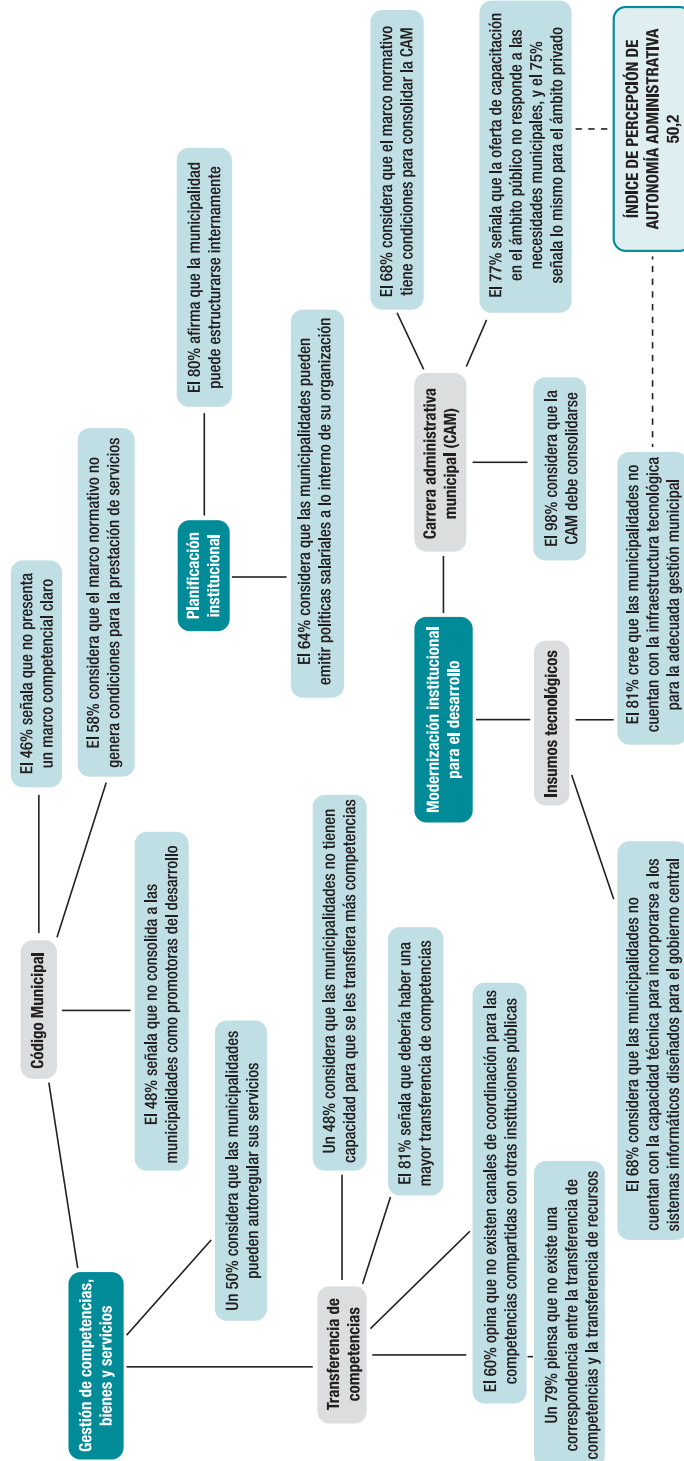 Gestión de competencias,
bienes y servicios
Código Municipal
El 46% señala que no presenta
un marco competencial claro
El 58% considera que el marco normativo no
genera condiciones para la prestación de servicios
El 48% señala que no consolida a las
municipalidades como promotoras del desarrollo
Un 50% considera que las municipalidades
pueden autoregular sus servicios
Transferencia de
competencias
Un 48% considera que las municipalidades no tienen
capacidad para que se les transfiera más competencias
El 81% señala que debería haber una
mayor transferencia de competencias
El 60% opina que no existen canales de coordinación para las
competencias compartidas con otras instituciones públicas
Un 79% piensa que no existe una
correspondencia entre la transferencia de
competencias y la transferencia de recursos
Planificación
institucional
El 80% afirma que la municipalidad
puede estructurarse internamente
El 64% considera que las municipalidades pueden
emitir políticas salariales a lo interno de su organización
Modernización institucional
para el desarrollo
Carrera administrativa
municipal (CAM)
El 68% considera que el marco normativo
tiene condiciones para consolidar la CAM
El 77% señala que la oferta de capacitación
en el ámbito público no responde a las
necesidades municipales, y el 75%
señala lo mismo para el ámbito privado
El 98% considera que la
CAM debe consolidarse
Insumos tecnológicos
El 81% cree que las municipalidades no
cuentan con la infraestructura tecnológica
para la adecuada gestión municipal
El 68% considera que las municipalidades no
cuentan con la capacidad técnica para incorporarse a los
sistemas informáticos diseñados para el gobierno central
ÍNDICE DE PERCEPCIÓN DE
AUTONOMÍA ADMINISTRATIVA
50,2